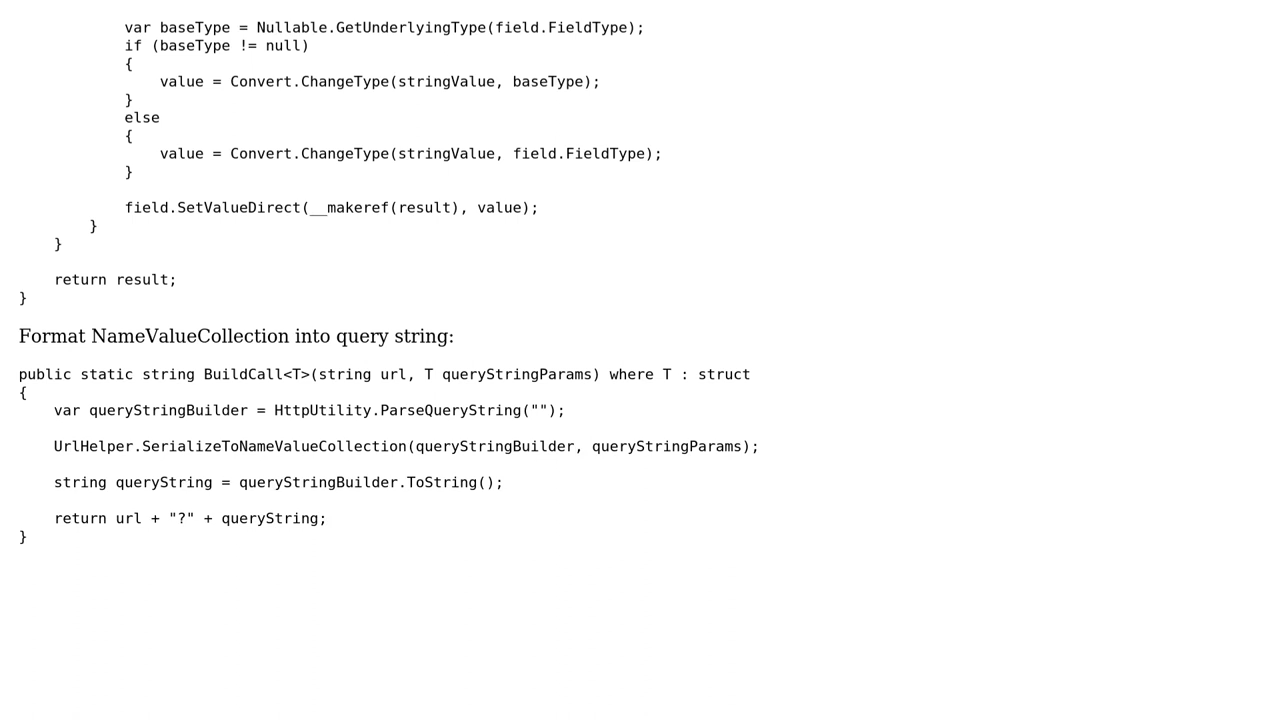 var baseType = Nullable.GetUnderlyingType(field.FieldType);
            if (baseType != null)
            {
                value = Convert.ChangeType(stringValue, baseType);
            }
            else
            {
                value = Convert.ChangeType(stringValue, field.FieldType);
            }

            field.SetValueDirect(__makeref(result), value);
        }
    }

    return result;
}
Format NameValueCollection into query string:
public static string BuildCall<T>(string url, T queryStringParams) where T : struct
{
    var queryStringBuilder = HttpUtility.ParseQueryString("");

    UrlHelper.SerializeToNameValueCollection(queryStringBuilder, queryStringParams);

    string queryString = queryStringBuilder.ToString();

    return url + "?" + queryString;
}